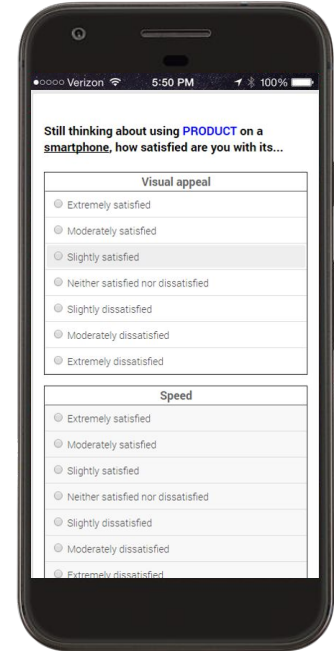 Verizon 5:50 PM 100%
Still thinking about using PRODUCT on a
smartphone, how satisfied are you with its...
Visual appeal
Extremely satisfied
Moderately satisfied
Slightly satisfied
Neither satisfied nor dissatisfied
Slightly dissatisfied
Moderately dissatisfied
Extremely dissatisfied
Speed
Extremely satisfied
Moderately satisfied
Slightly satisfied
Neither satisfied nor dissatisfied
Slightly dissatisfied
Moderately dissatisfied
Extremely dissatisfied